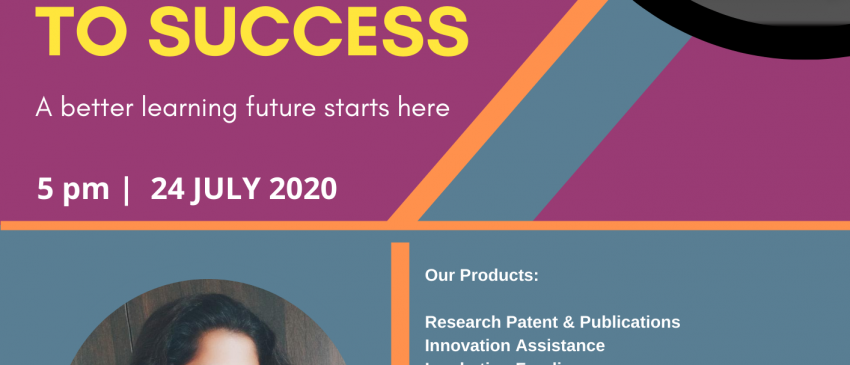 TO SUCCESS
A better learning future starts here
5 pm | 24 JULY 2020
Our Products:
Research Patent & Publications
Innovation Assistance